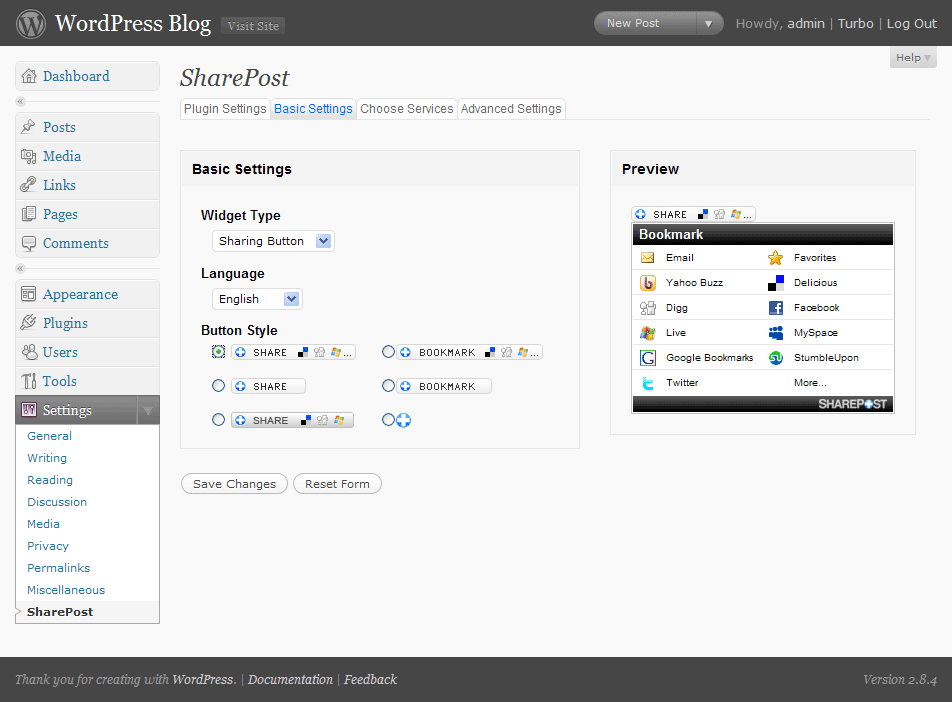 WordPress Blog Visit Site New Post Howdy, admin | Turbo | Log Out
Help
Dashboard
Posts
Media
Links
Pages
Comments
Appearance
Plugins
Users
Tools
Settings
General
Writing
Reading
Discussion
Media
Privacy
Permalinks
Miscellaneous
SharePost
SharePost
Plugin Settings Basic Settings Choose Services Advanced Settings
Basic Settings
Widget Type
Sharing Button
Language
English
Button Style
SHARE ... BOOKMARK ...
SHARE BOOKMARK
SHARE
Save Changes Reset Form
Preview
SHARE ...
Bookmark
Email Favorites
Yahoo Buzz Delicious
Digg Facebook
Live MySpace
Google Bookmarks StumbleUpon
Twitter More...
SHAREPOST
Thank you for creating with WordPress. | Documentation | Feedback Version 2.8.4